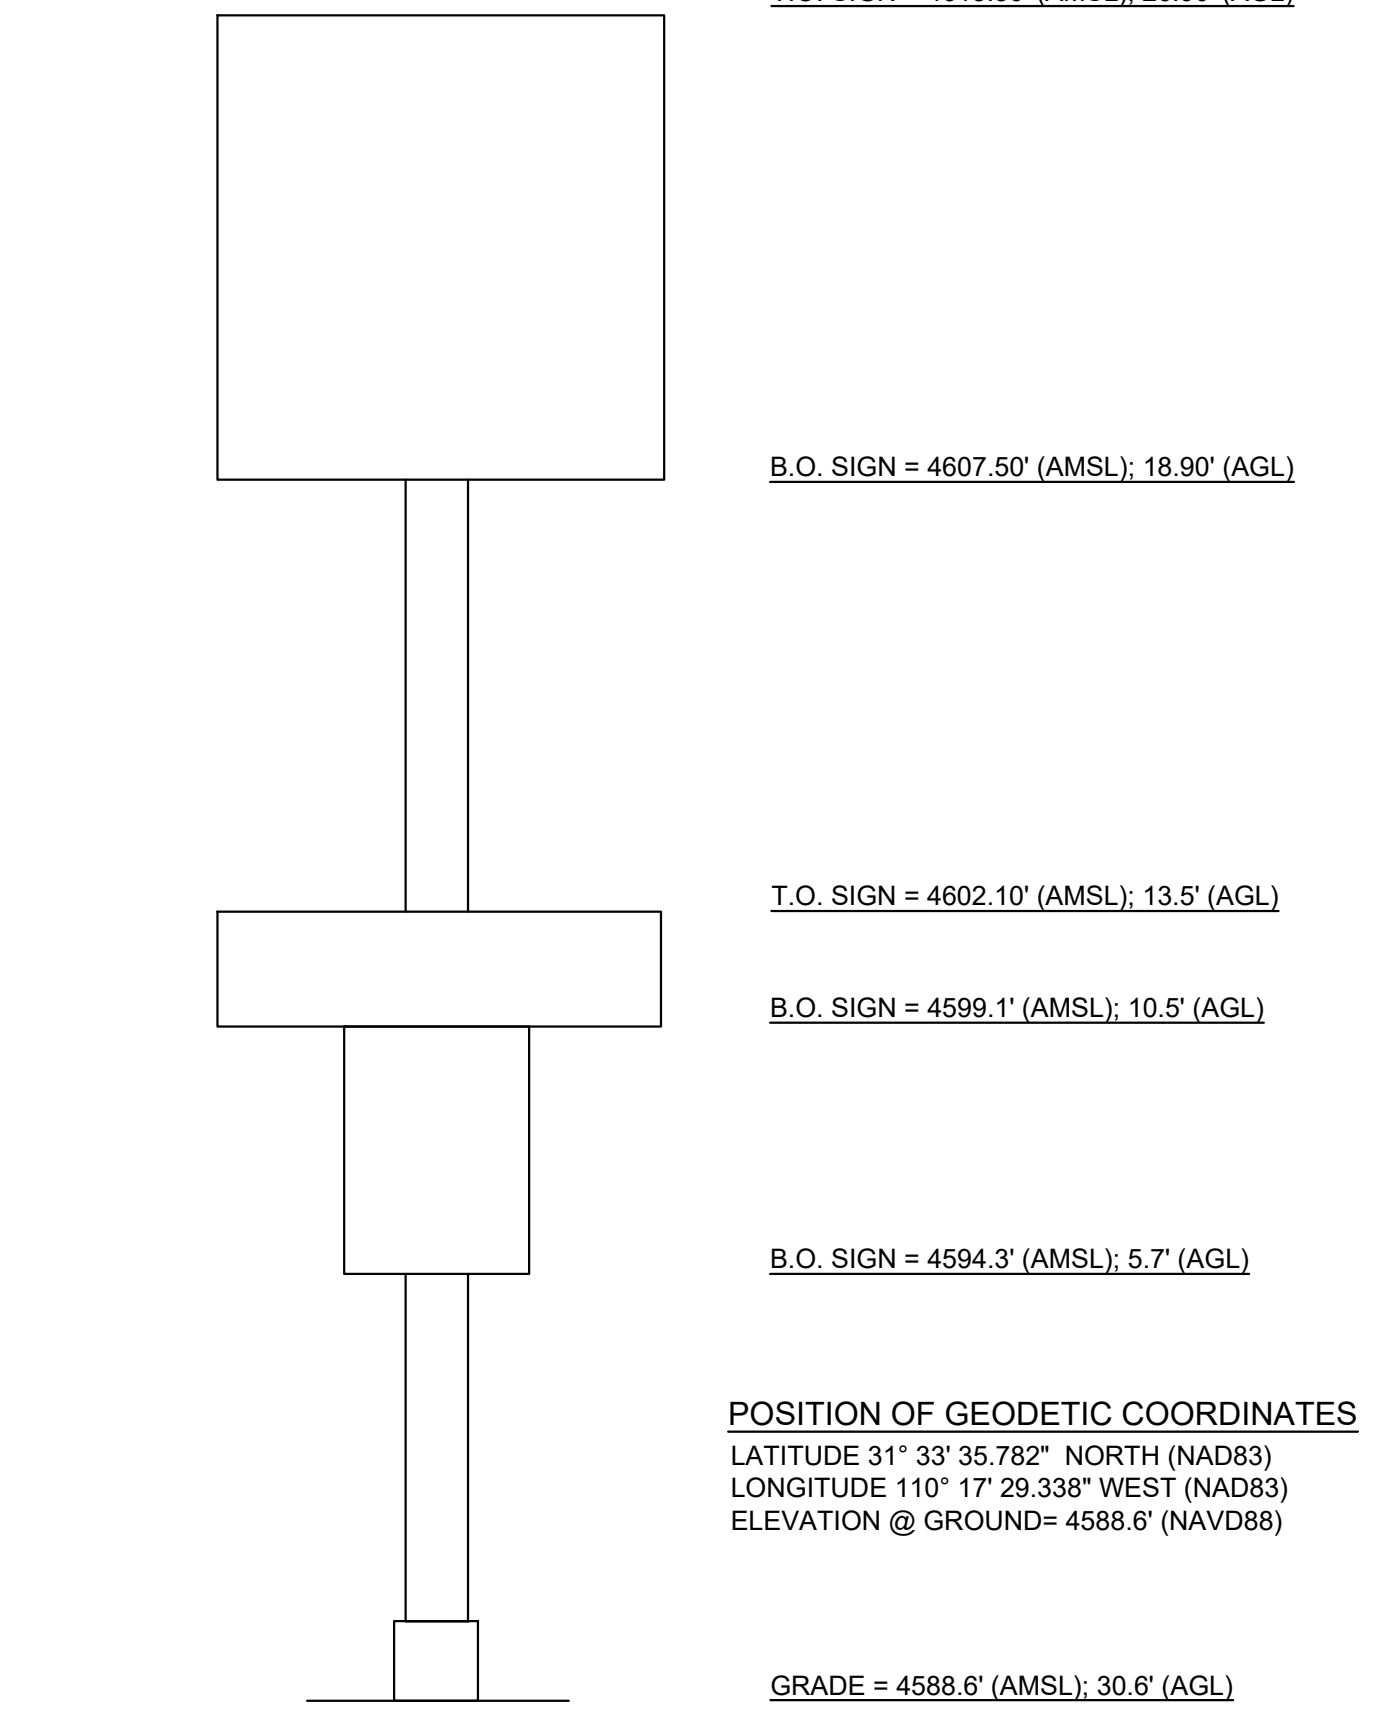 B.O. SIGN = 4607.50' (AMSL); 18.90' (AGL)
T.O. SIGN = 4602.10' (AMSL); 13.5' (AGL)
B.O. SIGN = 4599.1' (AMSL); 10.5' (AGL)
B.O. SIGN = 4594.3' (AMSL); 5.7' (AGL)
POSITION OF GEODETIC COORDINATES
LATITUDE 31° 33' 35.782" NORTH (NAD83)
LONGITUDE 110° 17' 29.338" WEST (NAD83)
ELEVATION @ GROUND= 4588.6' (NAVD88)
GRADE = 4588.6' (AMSL); 30.6' (AGL)